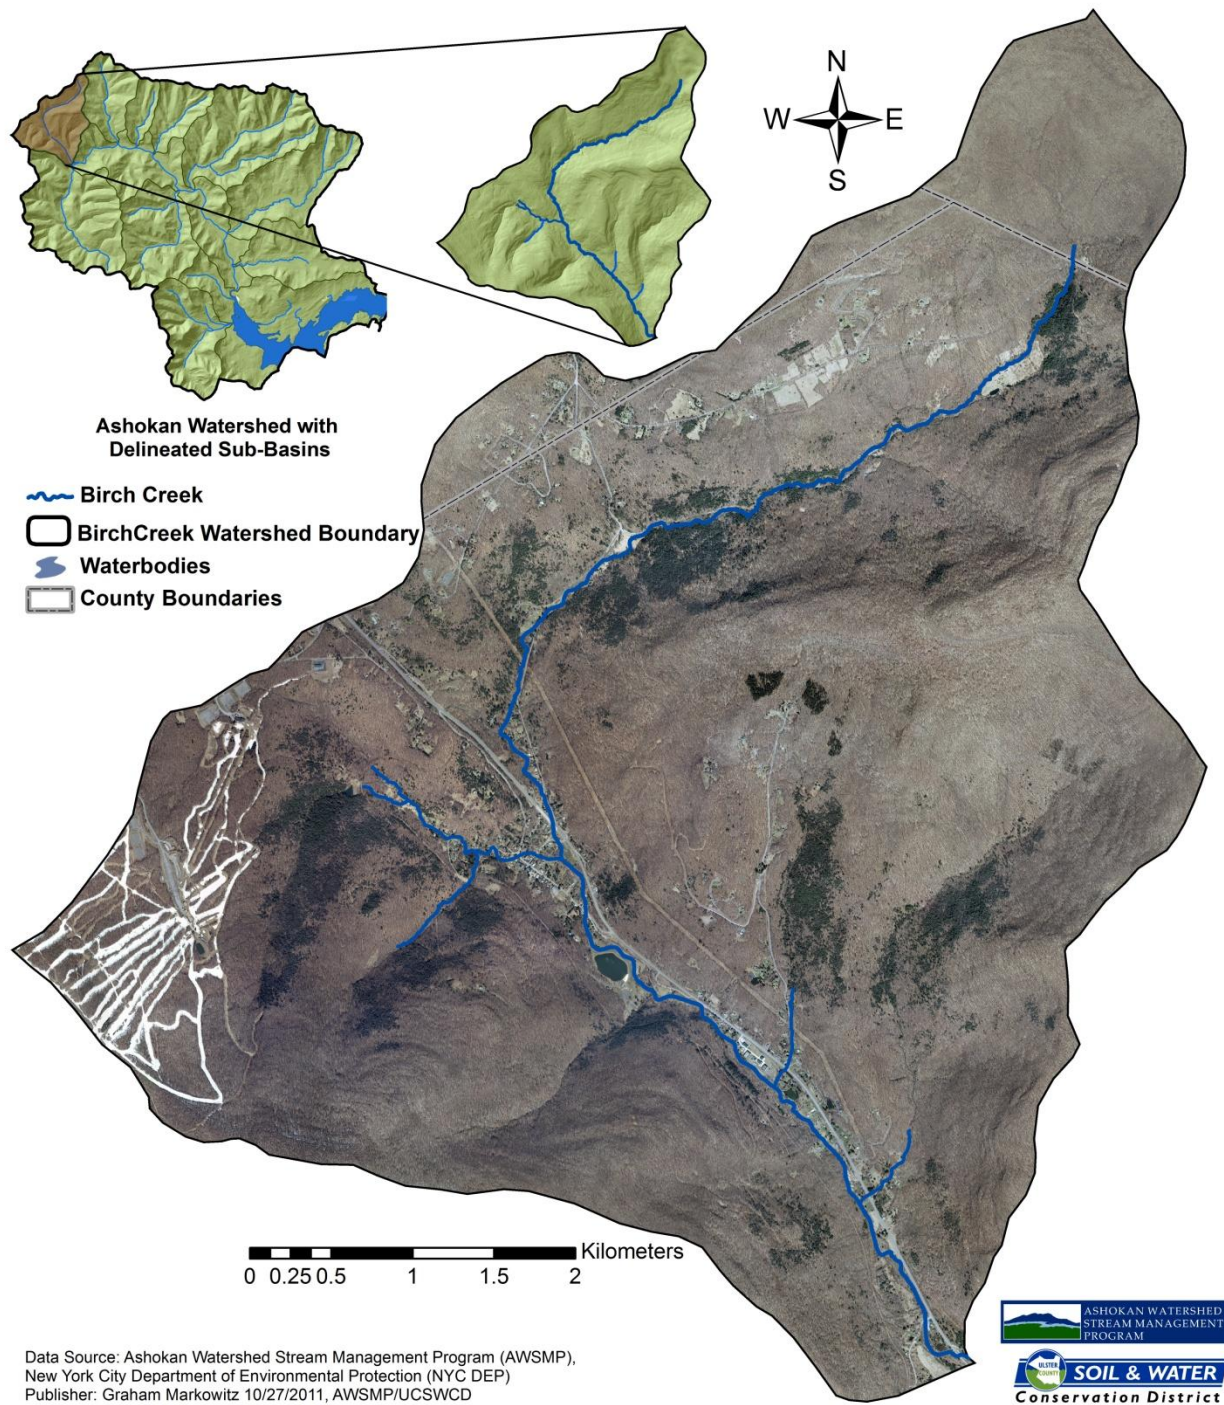 N
W E
S
Ashokan Watershed with
Delineated Sub-Basins
Birch Creek
BirchCreek Watershed Boundary
Waterbodies
County Boundaries
Kilometers
0 0.25 0.5 1 1.5 2
Data Source: Ashokan Watershed Stream Management Program (AWSMP),
New York City Department of Environmental Protection (NYC DEP)
Publisher: Graham Markowitz 10/27/2011, AWSMP/UCSWCD
ASHOKAN WATERSHED
STREAM MANAGEMENT
PROGRAM
ULSTER
COUNTY
SOIL & WATER
Conservation District